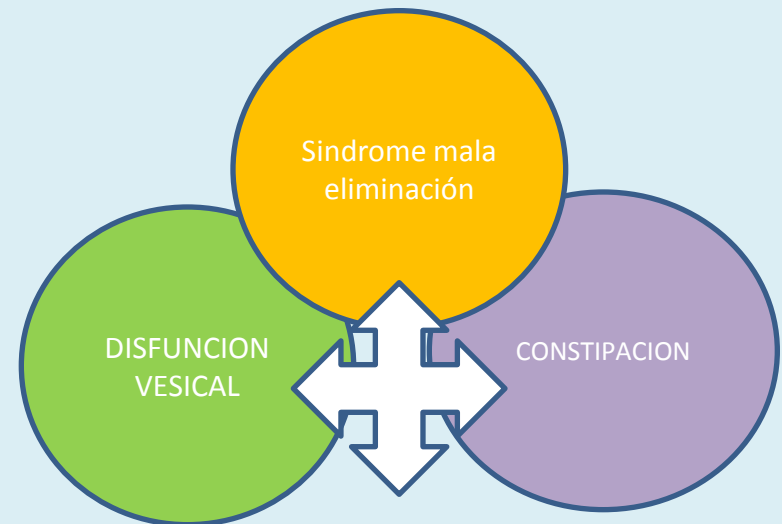 Sindrome mala
eliminación
DISFUNCION
VESICAL
CONSTIPACION